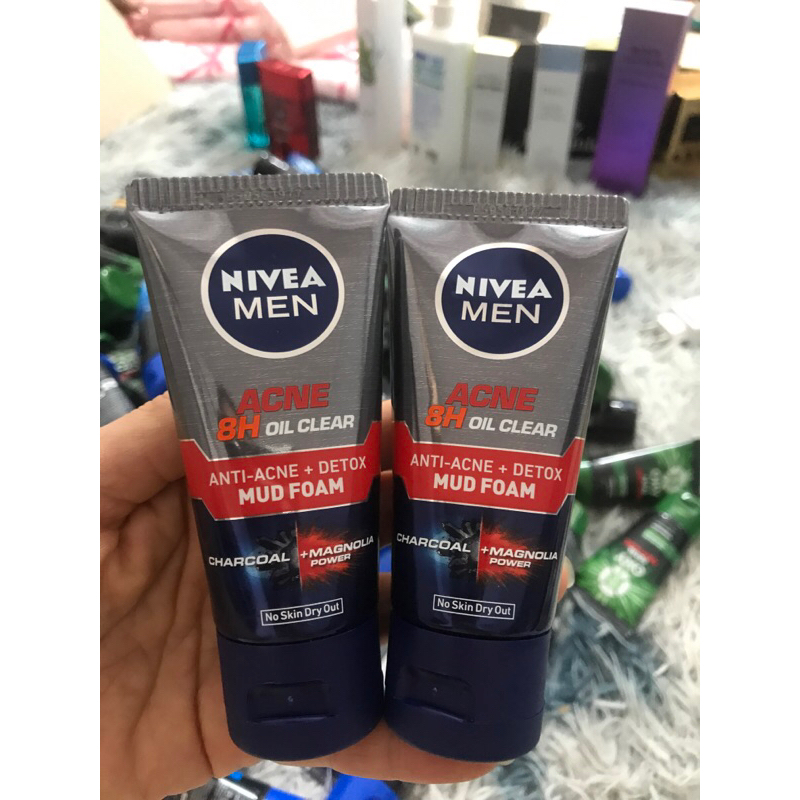 NIVEA
MEN
ACNE
8H OIL CLEAR
ANTI-ACNE + DETOX
MUD FOAM
CHARCOAL +MAGNOLIA
POWER
No Skin Dry Out
NIVEA
MEN
ACNE
8H OIL CLEAR
ANTI-ACNE + DETOX
MUD FOAM
CHARCOAL +MAGNOLIA
POWER
No Skin Dry Out